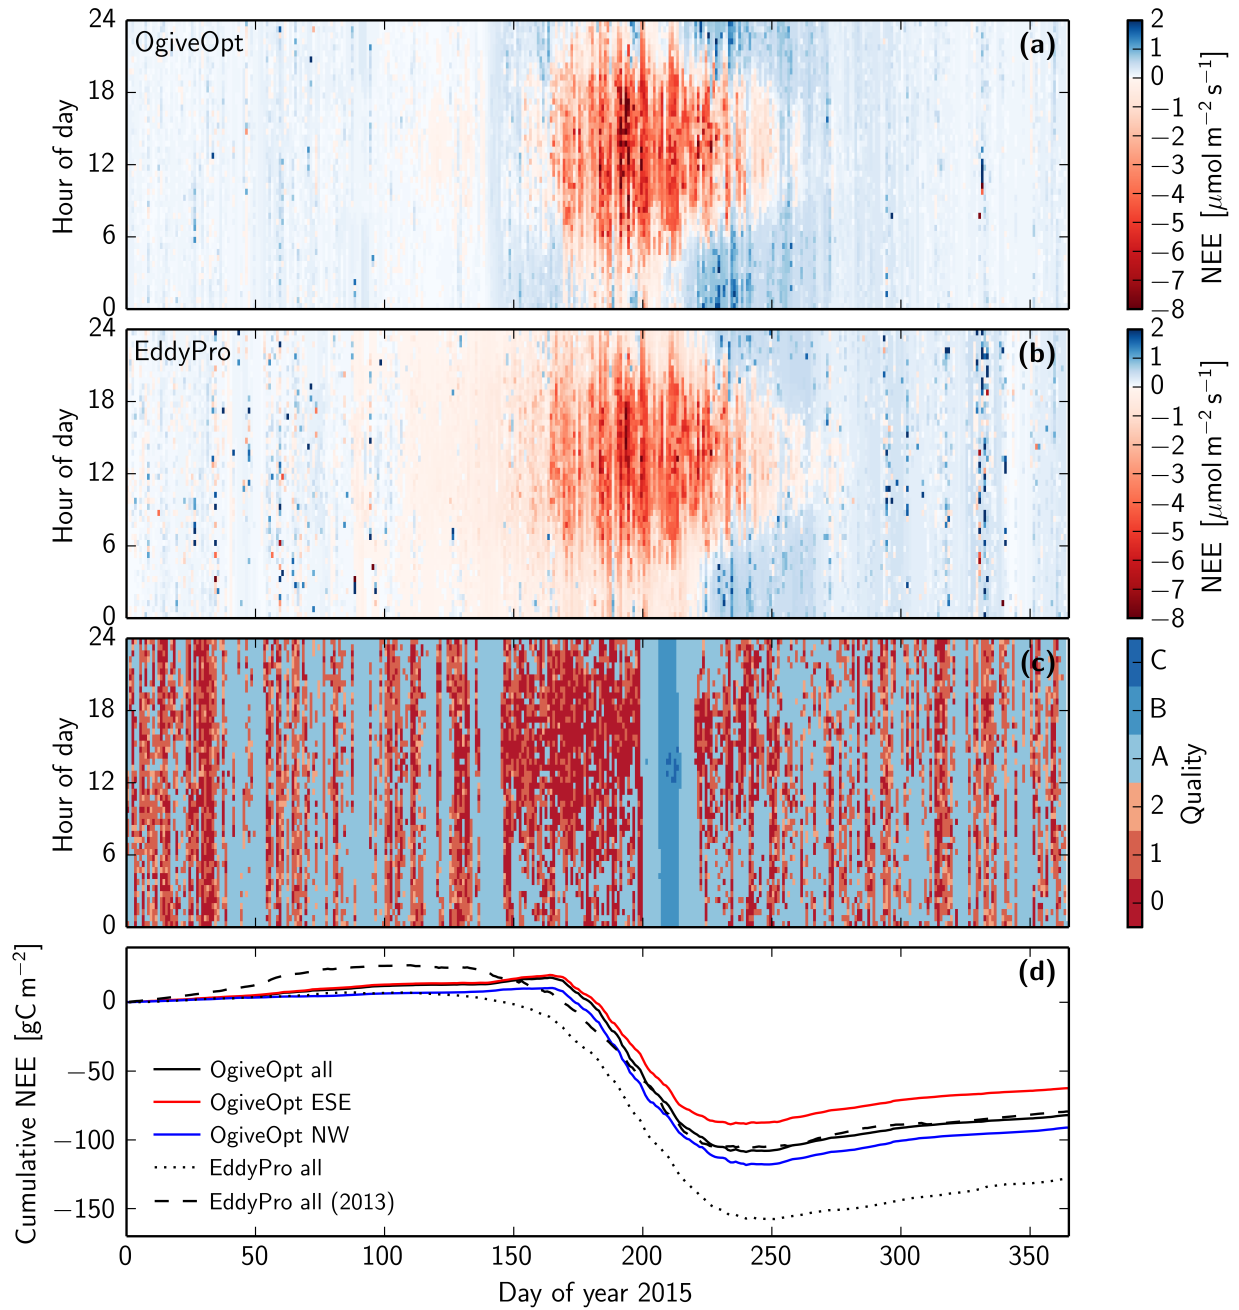 24
18
12
6
0
Hour of day
OgiveOpt
(a)
2
1
0
−1
−2
−3
−4
−5
−6
−7
−8
NEE [μmol m⁻² s⁻¹]
24
18
12
6
0
Hour of day
EddyPro
(b)
2
1
0
−1
−2
−3
−4
−5
−6
−7
−8
NEE [μmol m⁻² s⁻¹]
24
18
12
6
0
Hour of day
(c)
C
B
A
2
1
0
Quality
0
−50
−100
−150
Cumulative NEE [gC m⁻²]
(d)
OgiveOpt all
OgiveOpt ESE
OgiveOpt NW
EddyPro all
EddyPro all (2013)
0 50 100 150 200 250 300 350
Day of year 2015